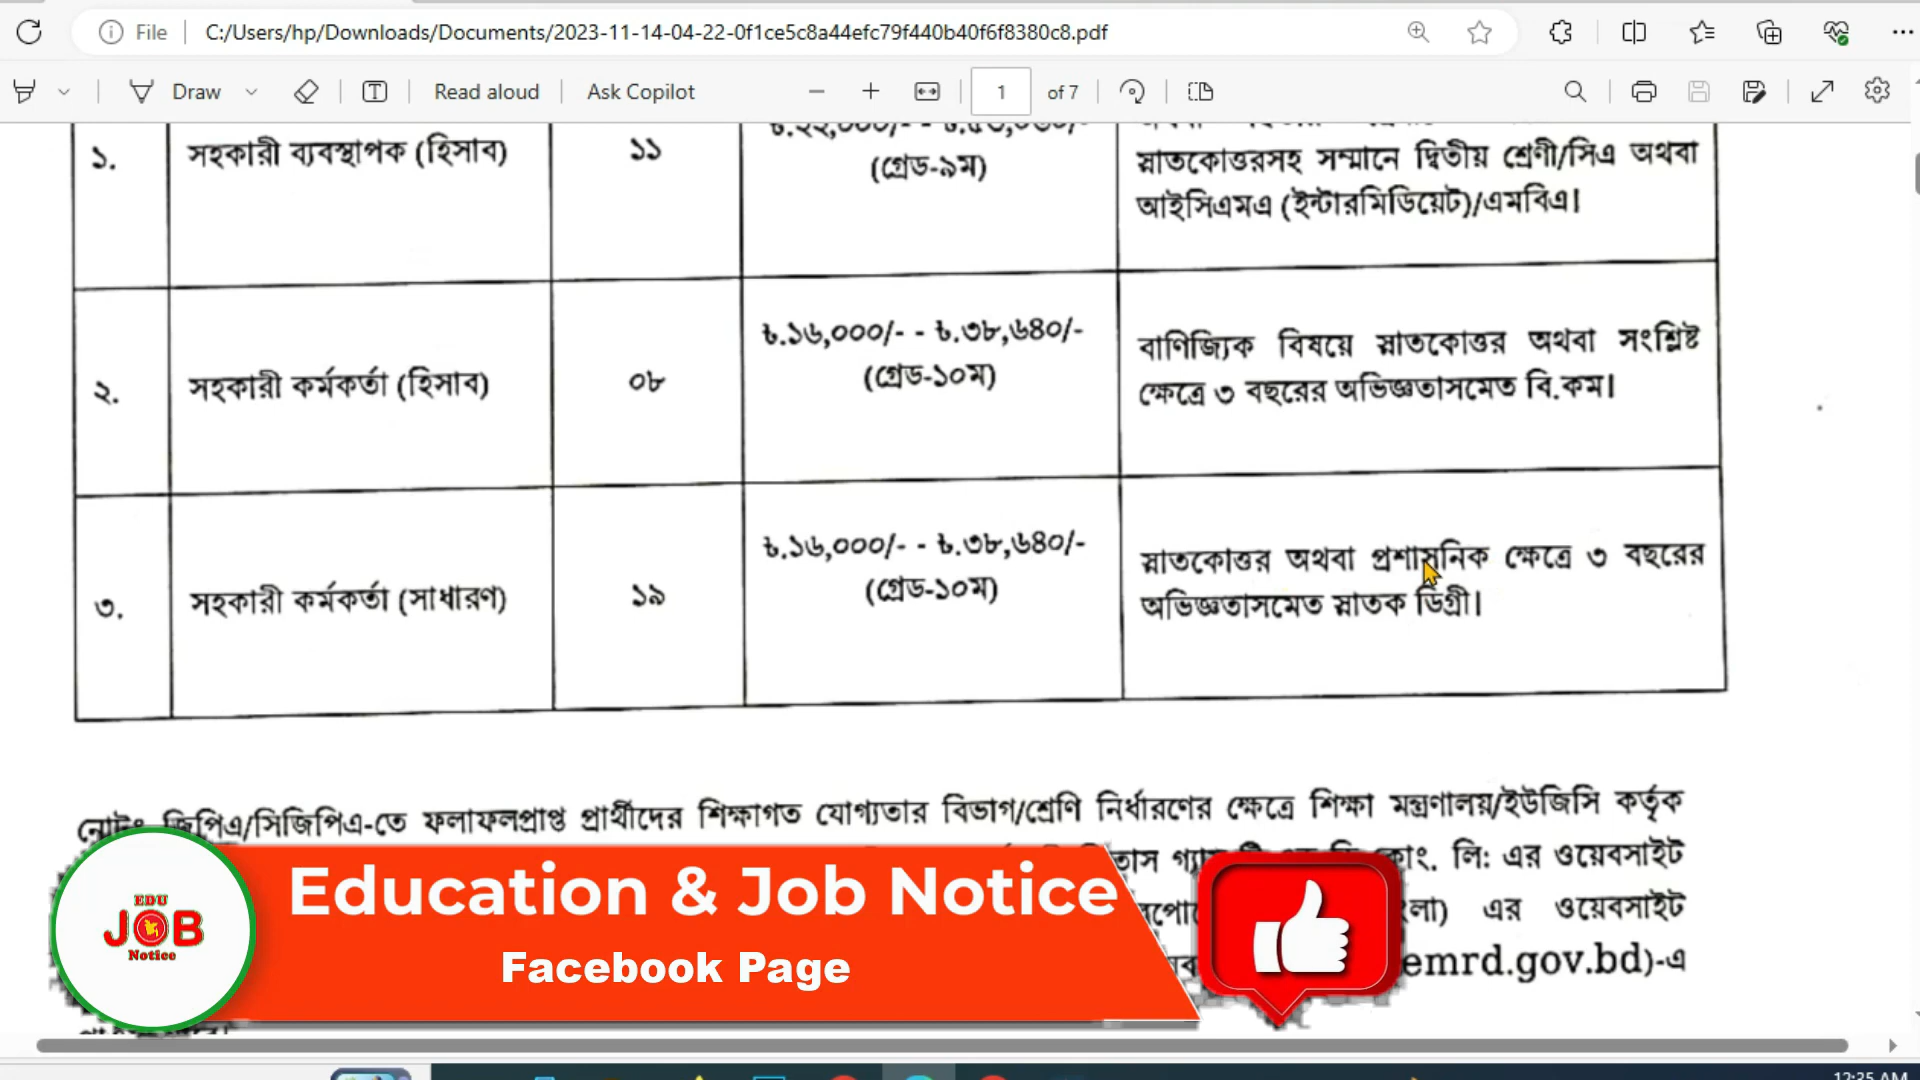 File C:/Users/hp/Downloads/Documents/2023-11-14-04-22-0f1ce5c8a44efc79f440b40f6f8380c8.pdf
Draw Read aloud Ask Copilot 1 of 7
১. সহকারী ব্যবস্থাপক (হিসাব) ১১ (গ্রেড-৯ম)
স্নাতকোত্তরসহ সম্মানে দ্বিতীয় শ্রেণী/সিএ অথবা
আইসিএমএ (ইন্টারমিডিয়েট)/এমবিএ।
২. সহকারী কর্মকর্তা (হিসাব) ০৮ ৳.১৬,০০০/- - ৳.৩৮,৬৪০/-
(গ্রেড-১০ম)
বাণিজ্যিক বিষয়ে স্নাতকোত্তর অথবা সংশ্লিষ্ট
ক্ষেত্রে ৩ বছরের অভিজ্ঞতাসমেত বি.কম।
৩. সহকারী কর্মকর্তা (সাধারণ) ১৯ ৳.১৬,০০০/- - ৳.৩৮,৬৪০/-
(গ্রেড-১০ম)
স্নাতকোত্তর অথবা প্রশাসনিক ক্ষেত্রে ৩ বছরের
অভিজ্ঞতাসমেত স্নাতক ডিগ্রী।
নোটঃ জিপিএ/সিজিপিএ-তে ফলাফলপ্রাপ্ত প্রার্থীদের শিক্ষাগত যোগ্যতার বিভাগ/শ্রেণি নির্ধারণের ক্ষেত্রে শিক্ষা মন্ত্রণালয়/ইউজিসি কর্তৃক
কোং. লি: এর ওয়েবসাইট
এর ওয়েবসাইট
emrd.gov.bd)-এ
EDU
JOB
Notice
Education & Job Notice
Facebook Page
12:35 AM